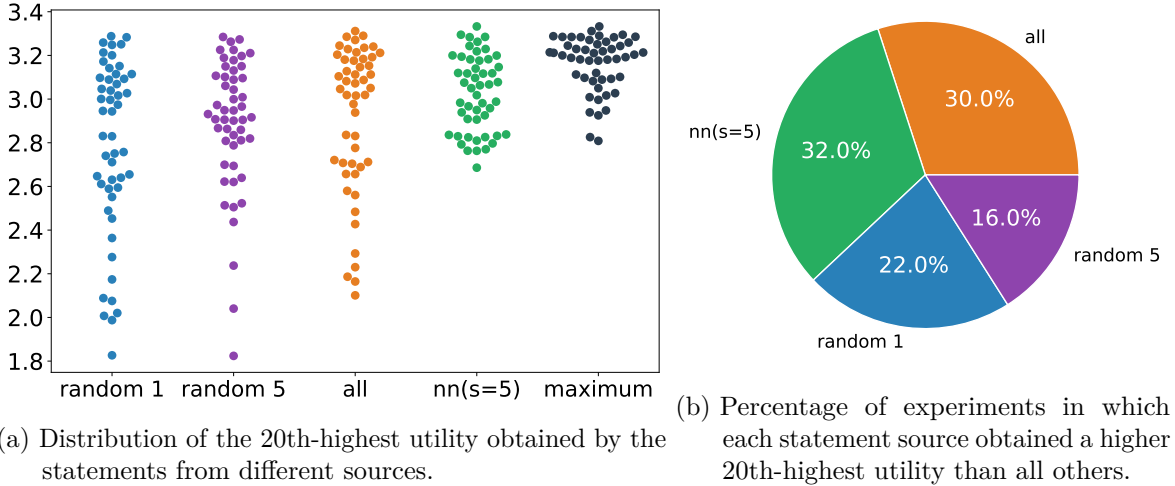 3.4
3.2
3.0
2.8
2.6
2.4
2.2
2.0
1.8
random 1 random 5 all nn(s=5) maximum
a) Distribution of the 20th-highest utility obtained by the
statements from different sources.
all
30.0%
nn(s=5)
32.0%
16.0%
random 5
22.0%
random 1
(b) Percentage of experiments in which
each statement source obtained a higher
20th-highest utility than all others.